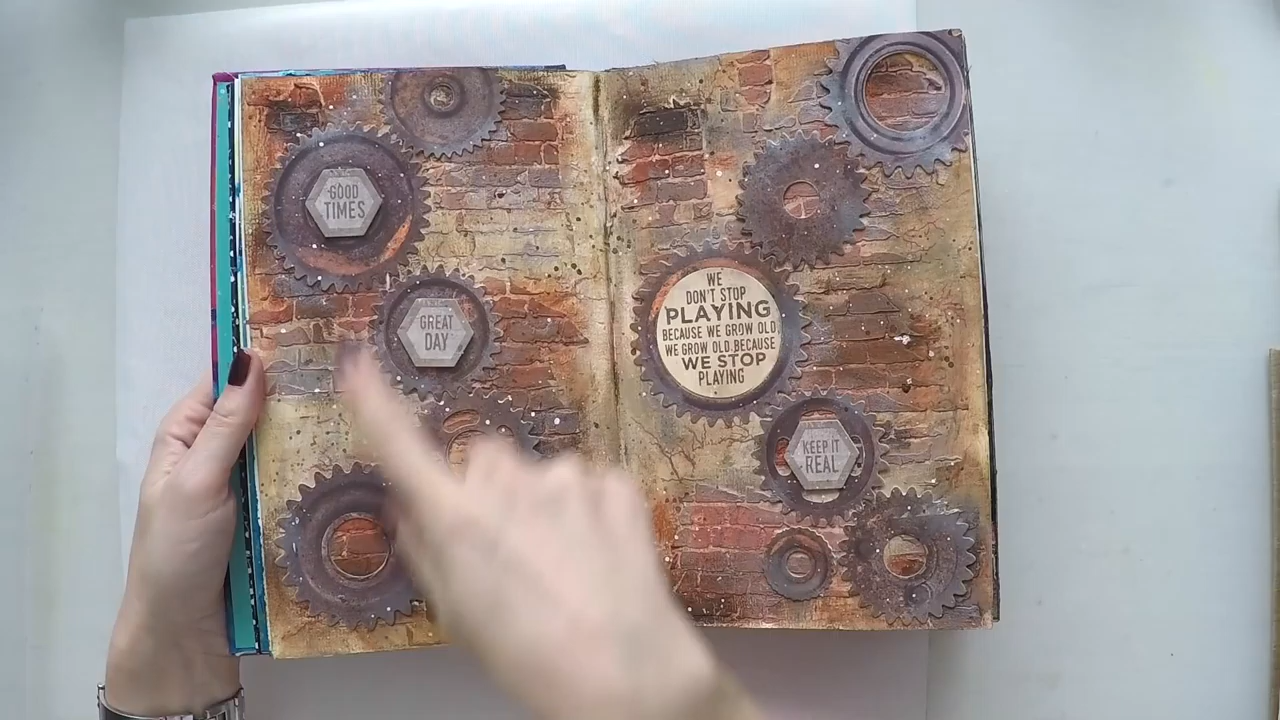 GOOD
TIMES
GREAT
DAY
WE
DON'T STOP
PLAYING
BECAUSE WE GROW OLD,
WE GROW OLD BECAUSE
WE STOP
PLAYING
KEEP IT
REAL